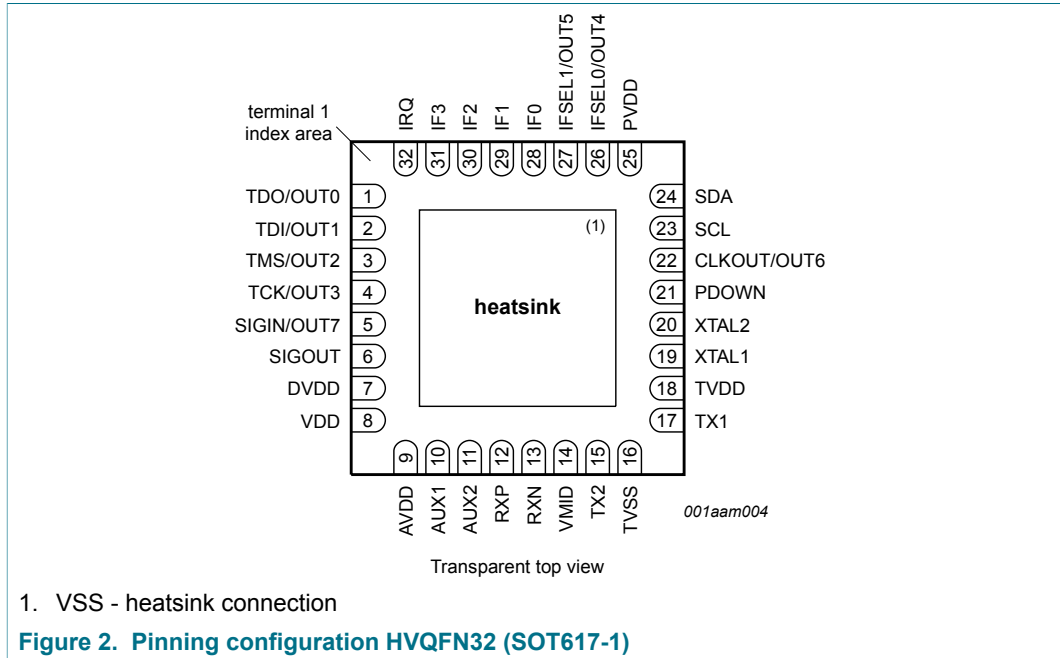 IRQ
IF3
IF2
IF1
IF0
IFSEL1/OUT5
IFSEL0/OUT4
PVDD
terminal 1
index area
32
31
30
29
28
27
26
25
TDO/OUT0 1
TDI/OUT1 2
TMS/OUT2 3
TCK/OUT3 4
SIGIN/OUT7 5
SIGOUT 6
DVDD 7
VDD 8
(1)
heatsink
24 SDA
23 SCL
22 CLKOUT/OUT6
21 PDOWN
20 XTAL2
19 XTAL1
18 TVDD
17 TX1
9
10
11
12
13
14
15
16
AVDD
AUX1
AUX2
RXP
RXN
VMID
TX2
TVSS
001aam004
Transparent top view
1. VSS - heatsink connection
Figure 2. Pinning configuration HVQFN32 (SOT617-1)